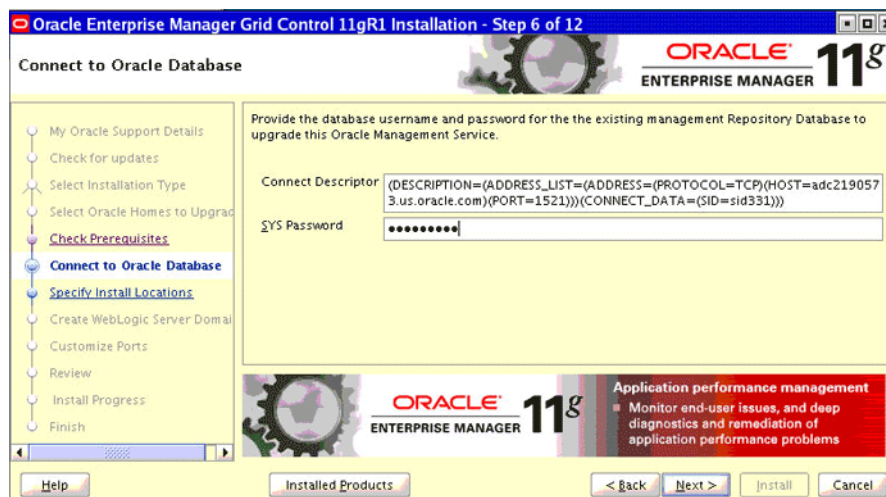 Oracle Enterprise Manager Grid Control 11gR1 Installation - Step 6 of 12
Connect to Oracle Database
ORACLE
ENTERPRISE MANAGER 11g
My Oracle Support Details
Check for updates
Select Installation Type
Select Oracle Homes to Upgrad
Check Prerequisites
Connect to Oracle Database
Specify Install Locations
Create WebLogic Server Domai
Customize Ports
Review
Install Progress
Finish
Provide the database username and password for the the existing management Repository Database to
upgrade this Oracle Management Service.
Connect Descriptor
(DESCRIPTION=(ADDRESS_LIST=(ADDRESS=(PROTOCOL=TCP)(HOST=adc219057
3.us.oracle.com)(PORT=1521)))(CONNECT_DATA=(SID=sid331)))
SYS Password
●●●●●●●●●
ORACLE
ENTERPRISE MANAGER 11g
Application performance management
Monitor end-user issues, and deep
diagnostics and remediation of
application performance problems
Help
Installed Products
< Back
Next >
Install
Cancel